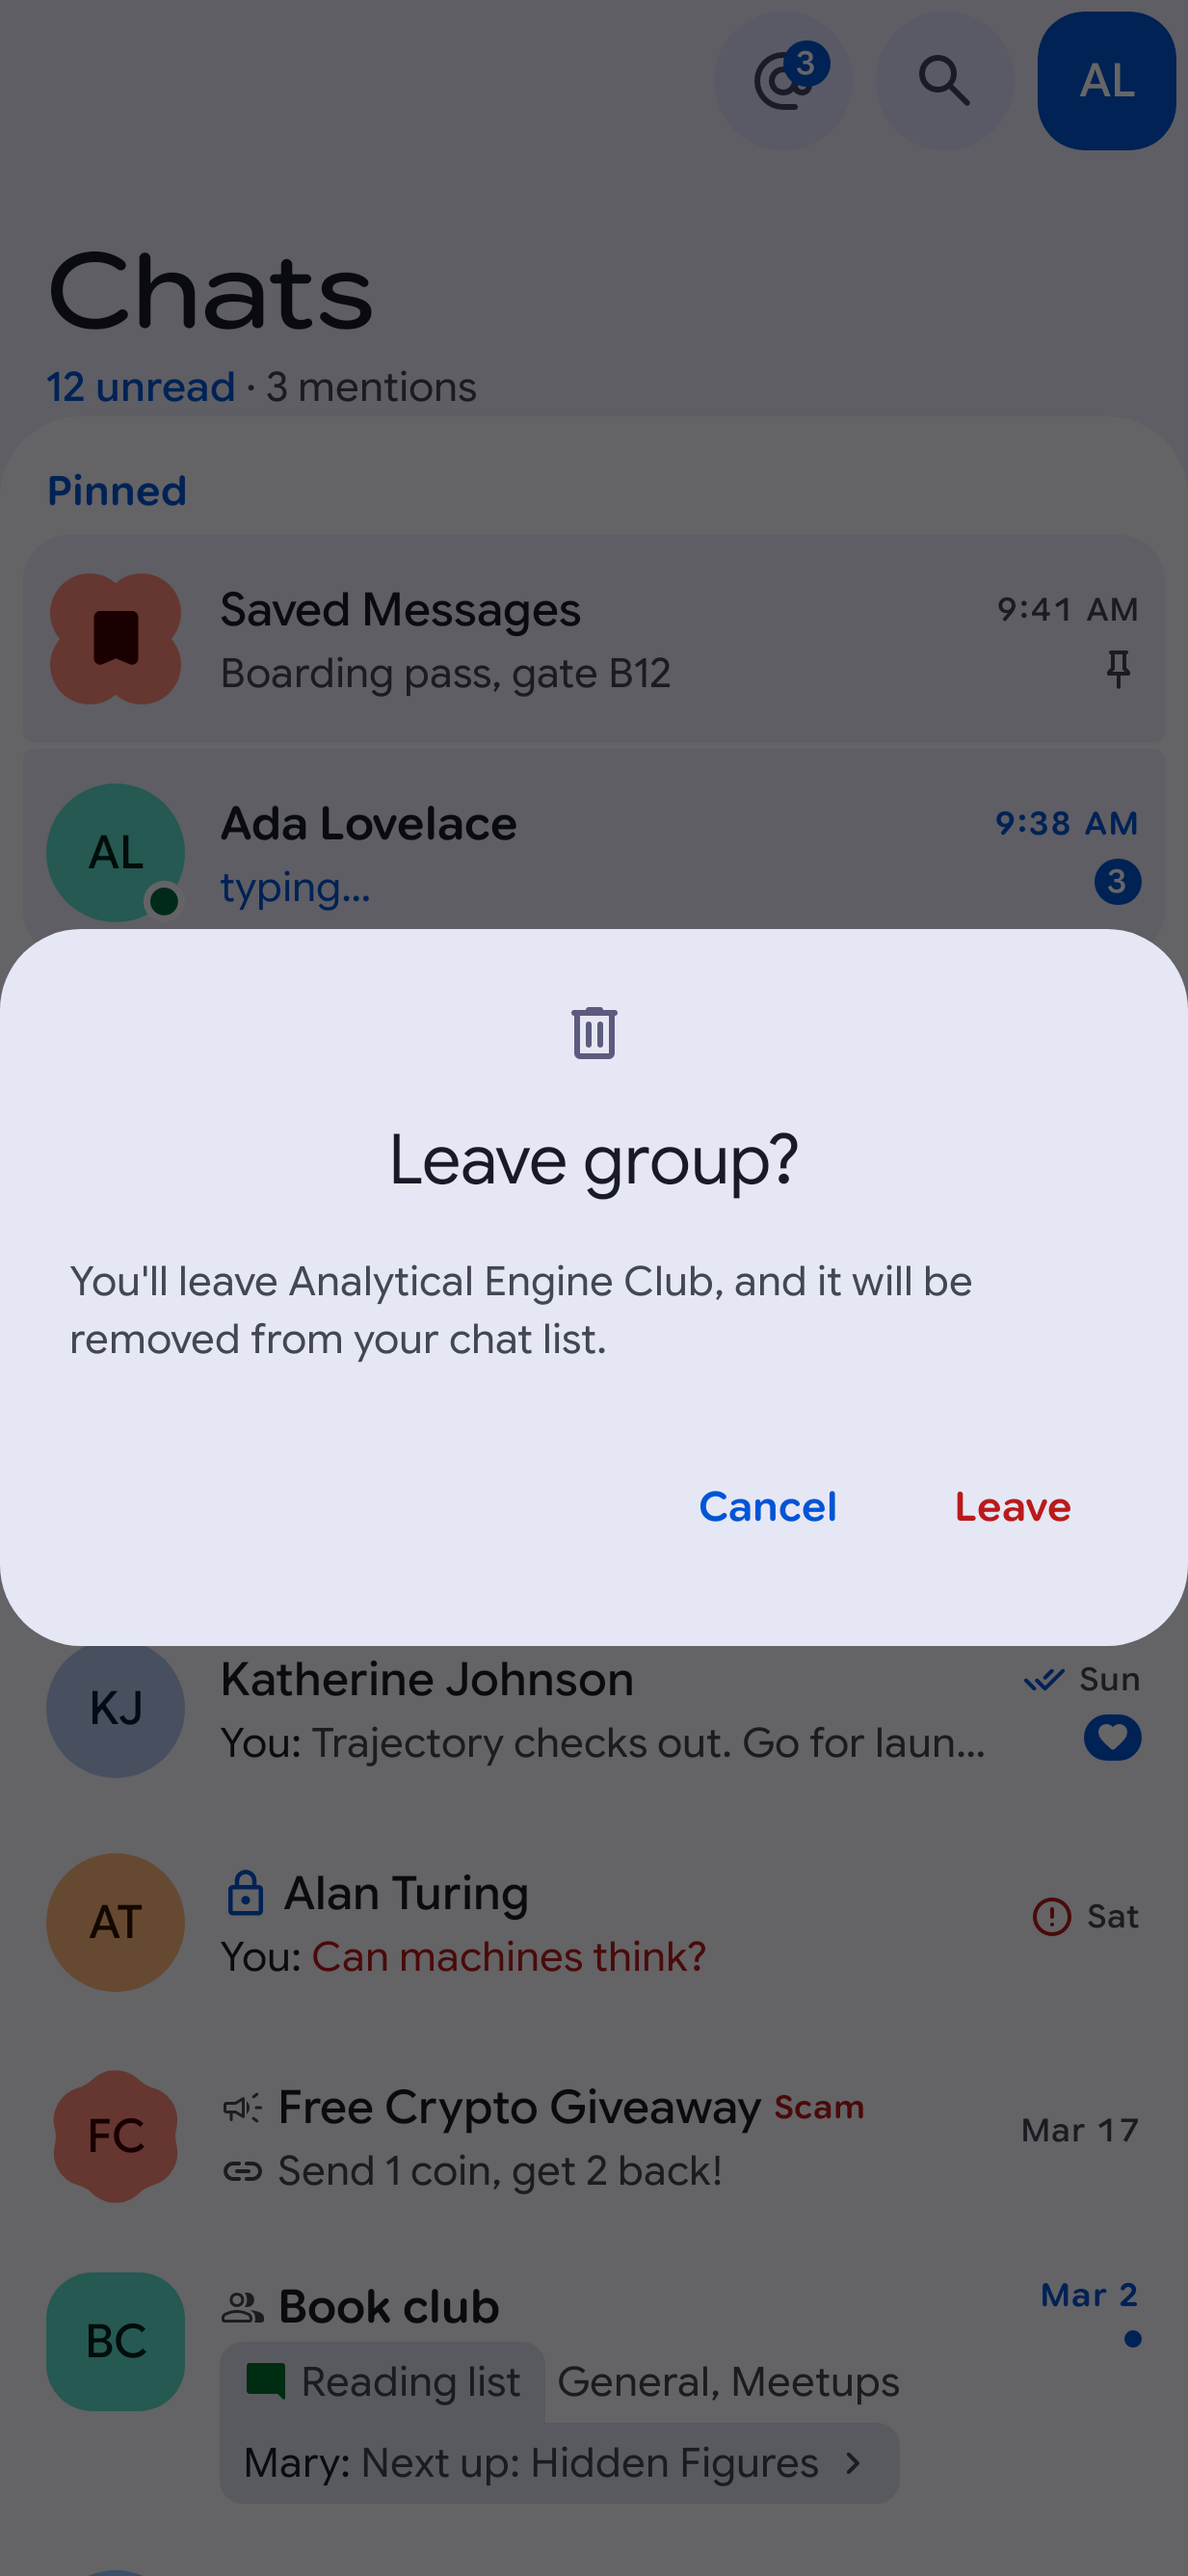 3
AL
Chats
12 unread · 3 mentions
Pinned
Saved Messages
9:41 AM
Boarding pass, gate B12
AL
Ada Lovelace
9:38 AM
typing...
3
Leave group?
You'll leave Analytical Engine Club, and it will be
removed from your chat list.
Cancel
Leave
KJ
Katherine Johnson
Sun
You: Trajectory checks out. Go for laun...
AT
Alan Turing
Sat
You: Can machines think?
FC
Free Crypto Giveaway Scam
Mar 17
Send 1 coin, get 2 back!
BC
Book club
Mar 2
Reading list
General, Meetups
Mary: Next up: Hidden Figures